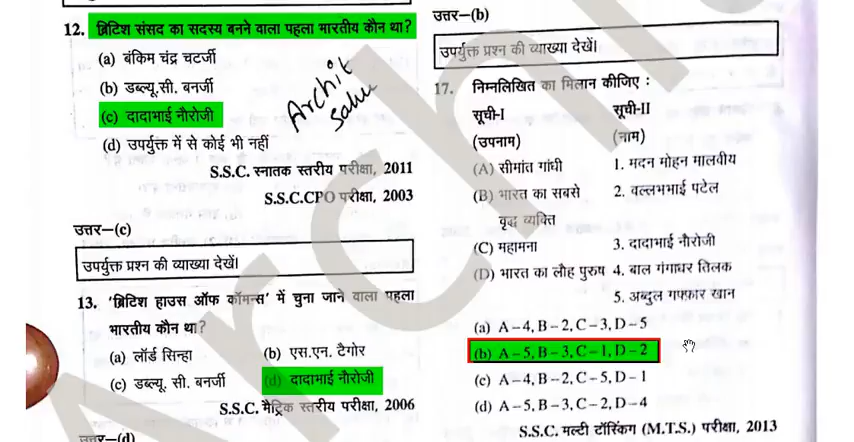 12. ब्रिटिश संसद का सदस्य बनने वाला पहला भारतीय कौन था?
(a) बंकिम चंद्र चटर्जी
(b) डब्ल्यू.सी. बनर्जी
(c) दादाभाई नौरोजी
(d) उपर्युक्त में से कोई भी नहीं
Archit
Sahu
S.S.C. स्नातक स्तरीय परीक्षा, 2011
S.S.C.CPO परीक्षा, 2003
उत्तर–(c)
उपर्युक्त प्रश्न की व्याख्या देखें।
13. 'ब्रिटिश हाउस ऑफ कॉमन्स' में चुना जाने वाला पहला
भारतीय कौन था?
(a) लॉर्ड सिन्हा (b) एस.एन. टैगोर
(c) डब्ल्यू. सी. बनर्जी (d) दादाभाई नौरोजी
S.S.C. मैट्रिक स्तरीय परीक्षा, 2006
उत्तर–(d)
उत्तर–(b)
उपर्युक्त प्रश्न की व्याख्या देखें।
17. निम्नलिखित का मिलान कीजिए :
सूची-I सूची-II
(उपनाम) (नाम)
(A) सीमांत गांधी 1. मदन मोहन मालवीय
(B) भारत का सबसे 2. वल्लभभाई पटेल
वृद्ध व्यक्ति
(C) महामना 3. दादाभाई नौरोजी
(D) भारत का लौह पुरुष 4. बाल गंगाधर तिलक
5. अब्दुल गफ्फार खान
(a) A–4, B–2, C–3, D–5
(b) A–5, B–3, C–1, D–2
(c) A–4, B–2, C–5, D–1
(d) A–5, B–3, C–2, D–4
S.S.C. मल्टी टॉस्किंग (M.T.S.) परीक्षा, 2013